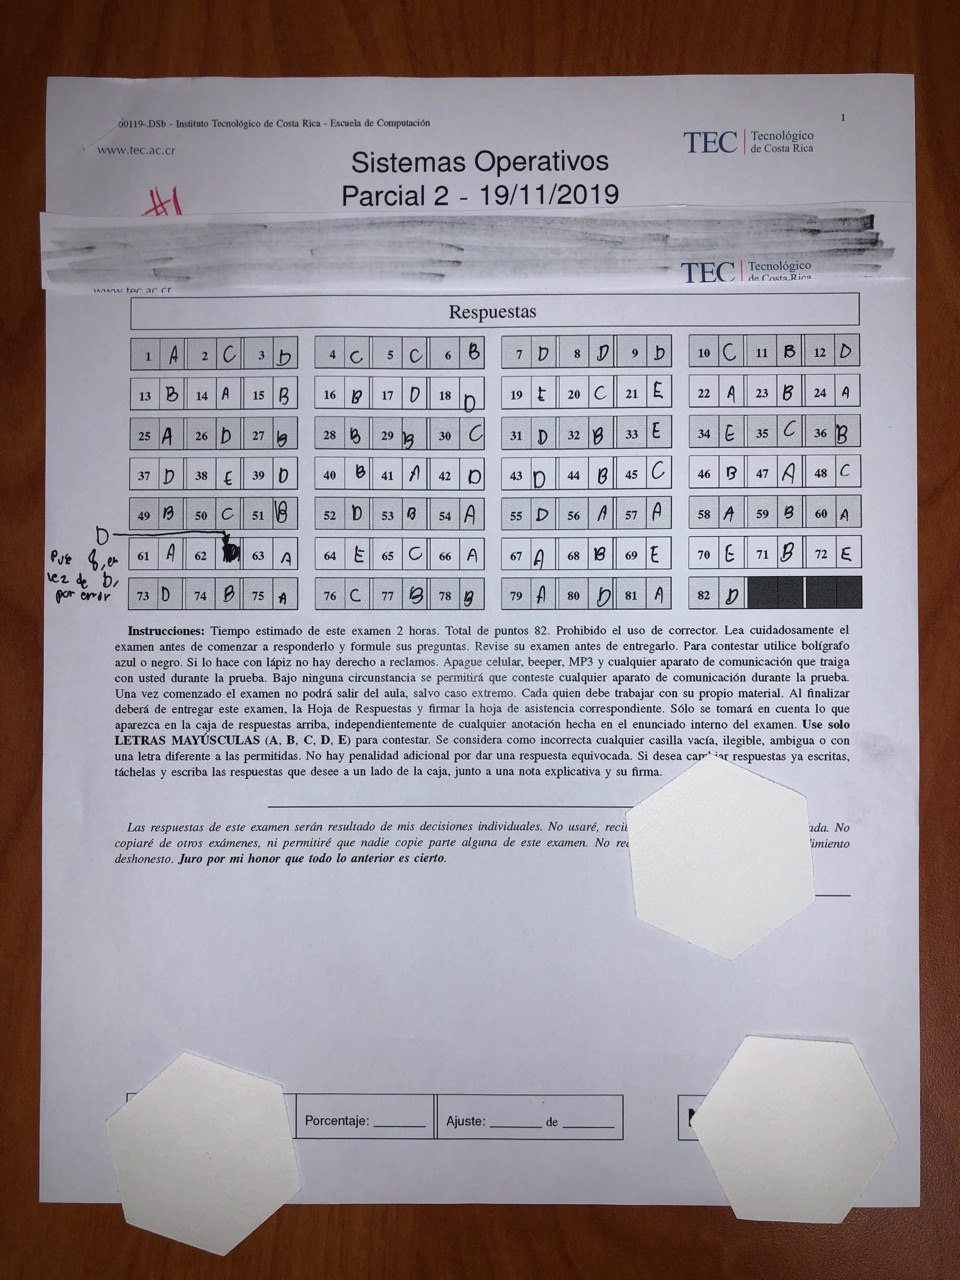 00119-DSb - Instituto Tecnológico de Costa Rica - Escuela de Computación 1
www.tec.ac.cr
TEC Tecnológico de Costa Rica
Sistemas Operativos
Parcial 2 - 19/11/2019
#1
TEC Tecnológico de Costa Rica
www.tec.ac.cr
Respuestas
1 A 2 C 3 D 4 C 5 C 6 B 7 D 8 D 9 D 10 C 11 B 12 D
13 B 14 A 15 B 16 B 17 D 18 D 19 E 20 C 21 E 22 A 23 B 24 A
25 A 26 D 27 B 28 B 29 B 30 C 31 D 32 B 33 E 34 E 35 C 36 B
37 D 38 E 39 D 40 B 41 A 42 D 43 D 44 B 45 C 46 B 47 A 48 C
49 B 50 C 51 B 52 D 53 B 54 A 55 D 56 A 57 A 58 A 59 B 60 A
D
61 A 62 63 A 64 E 65 C 66 A 67 A 68 B 69 E 70 E 71 B 72 E
Puse en
vez de D,
por error
73 D 74 B 75 A 76 C 77 B 78 B 79 A 80 D 81 A 82 D
Instrucciones: Tiempo estimado de este examen 2 horas. Total de puntos 82. Prohibido el uso de corrector. Lea cuidadosamente el
examen antes de comenzar a responderlo y formule sus preguntas. Revise su examen antes de entregarlo. Para contestar utilice bolígrafo
azul o negro. Si lo hace con lápiz no hay derecho a reclamos. Apague celular, beeper, MP3 y cualquier aparato de comunicación que traiga
con usted durante la prueba. Bajo ninguna circunstancia se permitirá que conteste cualquier aparato de comunicación durante la prueba.
Una vez comenzado el examen no podrá salir del aula, salvo caso extremo. Cada quien debe trabajar con su propio material. Al finalizar
deberá de entregar este examen, la Hoja de Respuestas y firmar la hoja de asistencia correspondiente. Sólo se tomará en cuenta lo que
aparezca en la caja de respuestas arriba, independientemente de cualquier anotación hecha en el enunciado interno del examen. Use solo
LETRAS MAYÚSCULAS (A, B, C, D, E) para contestar. Se considera como incorrecta cualquier casilla vacía, ilegible, ambigua o con
una letra diferente a las permitidas. No hay penalidad adicional por dar una respuesta equivocada. Si desea cambiar respuestas ya escritas,
táchelas y escriba las respuestas que desee a un lado de la caja, junto a una nota explicativa y su firma.
Las respuestas de este examen serán resultado de mis decisiones individuales. No usaré, No
copiaré de otros exámenes, ni permitiré que nadie copie parte alguna de este examen. No
deshonesto. Juro por mi honor que todo lo anterior es cierto.
Porcentaje: ______ Ajuste: ______ de ______